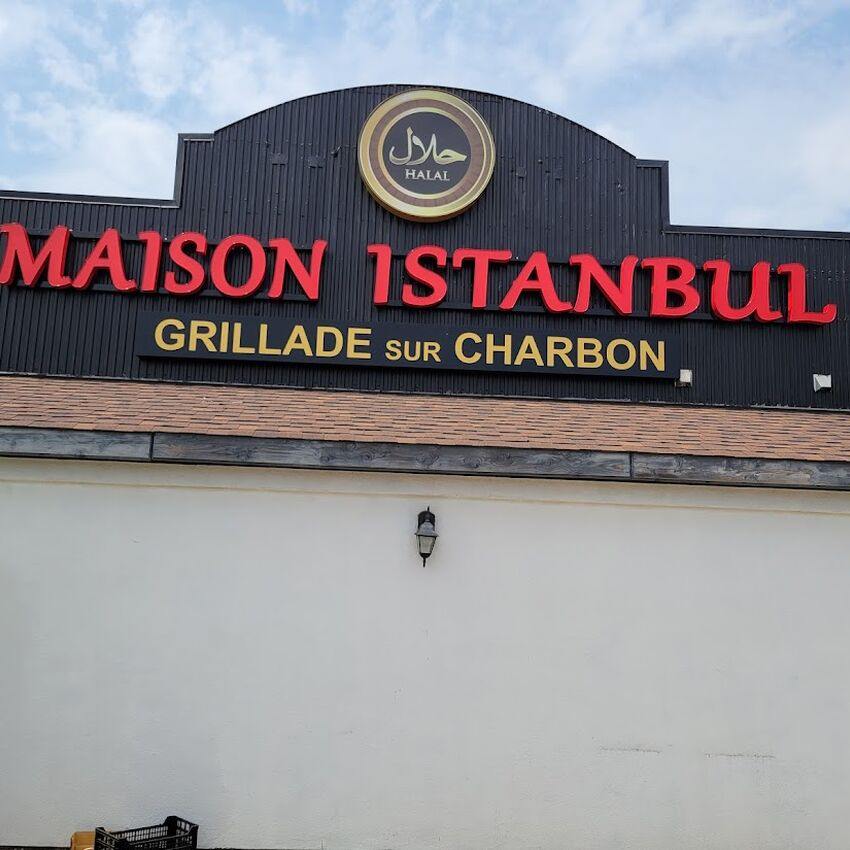 حلال
HALAL
MAISON ISTANBUL
GRILLADE SUR CHARBON